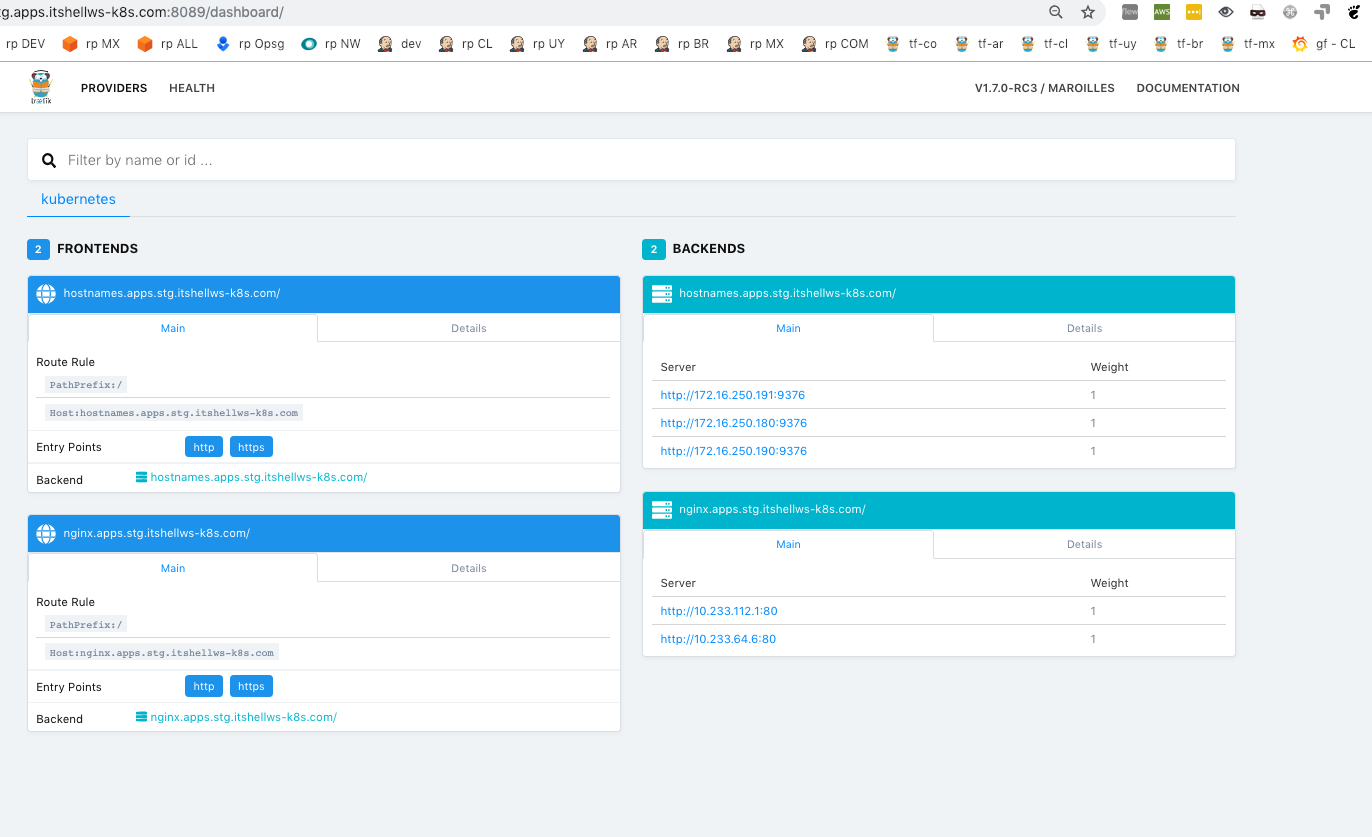 g.apps.itshellws-k8s.com:8089/dashboard/
flow AWS
rp DEV rp MX rp ALL rp Opsg rp NW dev rp CL rp UY rp AR rp BR rp MX rp COM tf-co tf-ar tf-cl tf-uy tf-br tf-mx gf - CL
træfik PROVIDERS HEALTH V1.7.0-RC3 / MAROILLES DOCUMENTATION
Filter by name or id ...
kubernetes
2 FRONTENDS
hostnames.apps.stg.itshellws-k8s.com/
Main Details
Route Rule
PathPrefix:/
Host:hostnames.apps.stg.itshellws-k8s.com
Entry Points http https
Backend hostnames.apps.stg.itshellws-k8s.com/
nginx.apps.stg.itshellws-k8s.com/
Main Details
Route Rule
PathPrefix:/
Host:nginx.apps.stg.itshellws-k8s.com
Entry Points http https
Backend nginx.apps.stg.itshellws-k8s.com/
2 BACKENDS
hostnames.apps.stg.itshellws-k8s.com/
Main Details
Server Weight
http://172.16.250.191:9376 1
http://172.16.250.180:9376 1
http://172.16.250.190:9376 1
nginx.apps.stg.itshellws-k8s.com/
Main Details
Server Weight
http://10.233.112.1:80 1
http://10.233.64.6:80 1